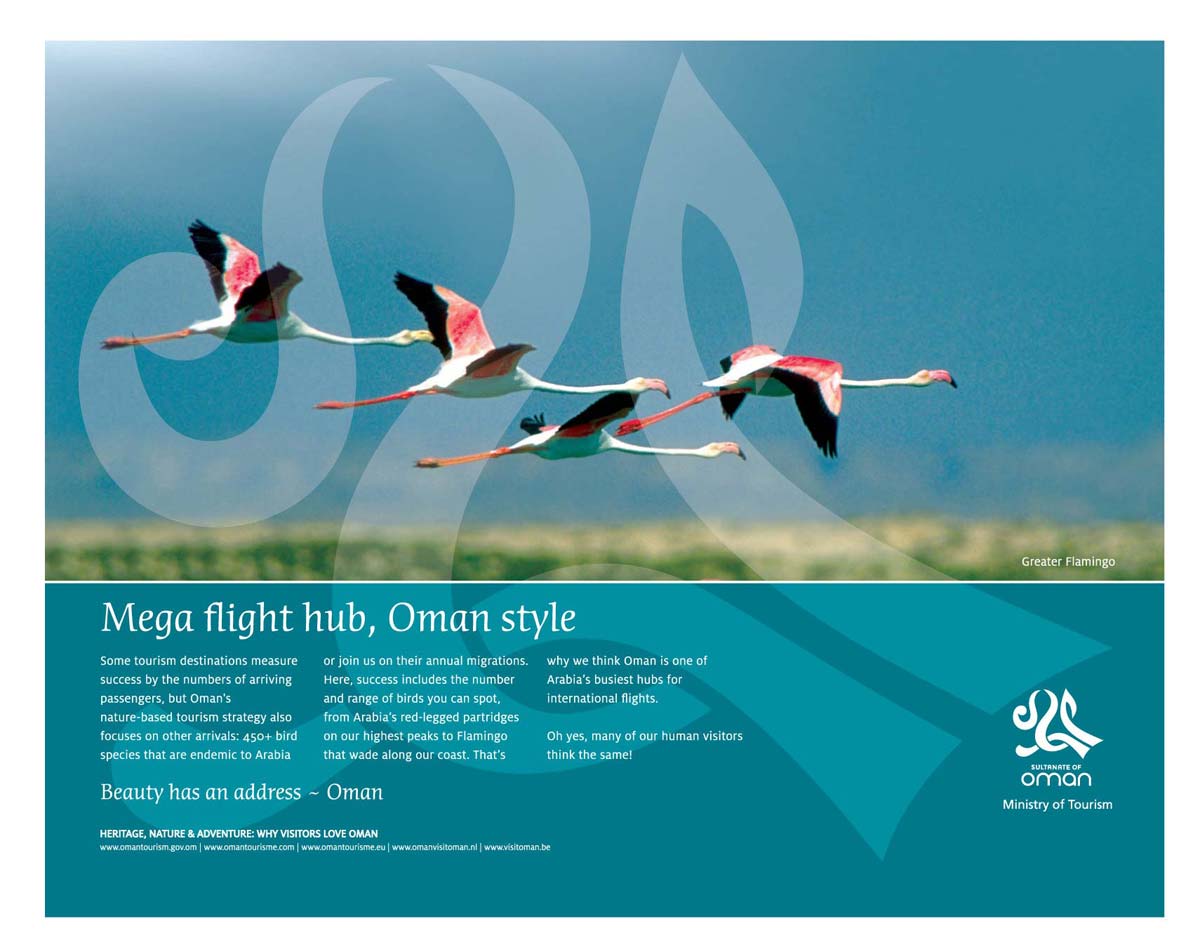 Greater Flamingo
Mega flight hub, Oman style
Some tourism destinations measure
success by the numbers of arriving
passengers, but Oman's
nature-based tourism strategy also
focuses on other arrivals: 450+ bird
species that are endemic to Arabia
or join us on their annual migrations.
Here, success includes the number
and range of birds you can spot,
from Arabia's red-legged partridges
on our highest peaks to Flamingo
that wade along our coast. That's
why we think Oman is one of
Arabia's busiest hubs for
international flights.
Oh yes, many of our human visitors
think the same!
Beauty has an address ~ Oman
HERITAGE, NATURE & ADVENTURE: WHY VISITORS LOVE OMAN
www.omantourism.gov.om | www.omantourisme.com | www.omantourisme.eu | www.omanvisitoman.nl | www.visitoman.be
SULTANATE OF
oman
Ministry of Tourism